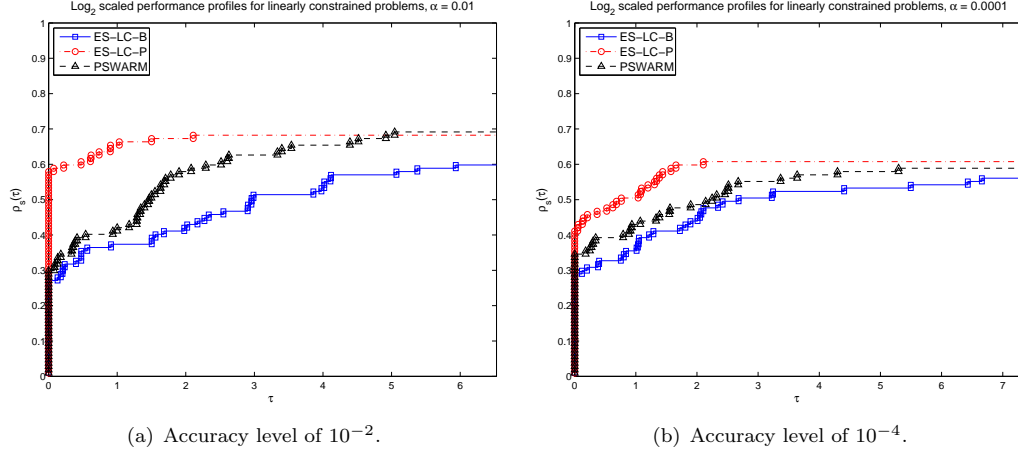 Log₂ scaled performance profiles for linearly constrained problems, α = 0.01
ES−LC−B
ES−LC−P
PSWARM
1
0.9
0.8
0.7
0.6
0.5
0.4
0.3
0.2
0.1
0
ρₛ(τ)
0 1 2 3 4 5 6
τ
(a) Accuracy level of 10⁻².
Log₂ scaled performance profiles for linearly constrained problems, α = 0.0001
ES−LC−B
ES−LC−P
PSWARM
1
0.9
0.8
0.7
0.6
0.5
0.4
0.3
0.2
0.1
0
ρₛ(τ)
0 1 2 3 4 5 6 7
τ
(b) Accuracy level of 10⁻⁴.